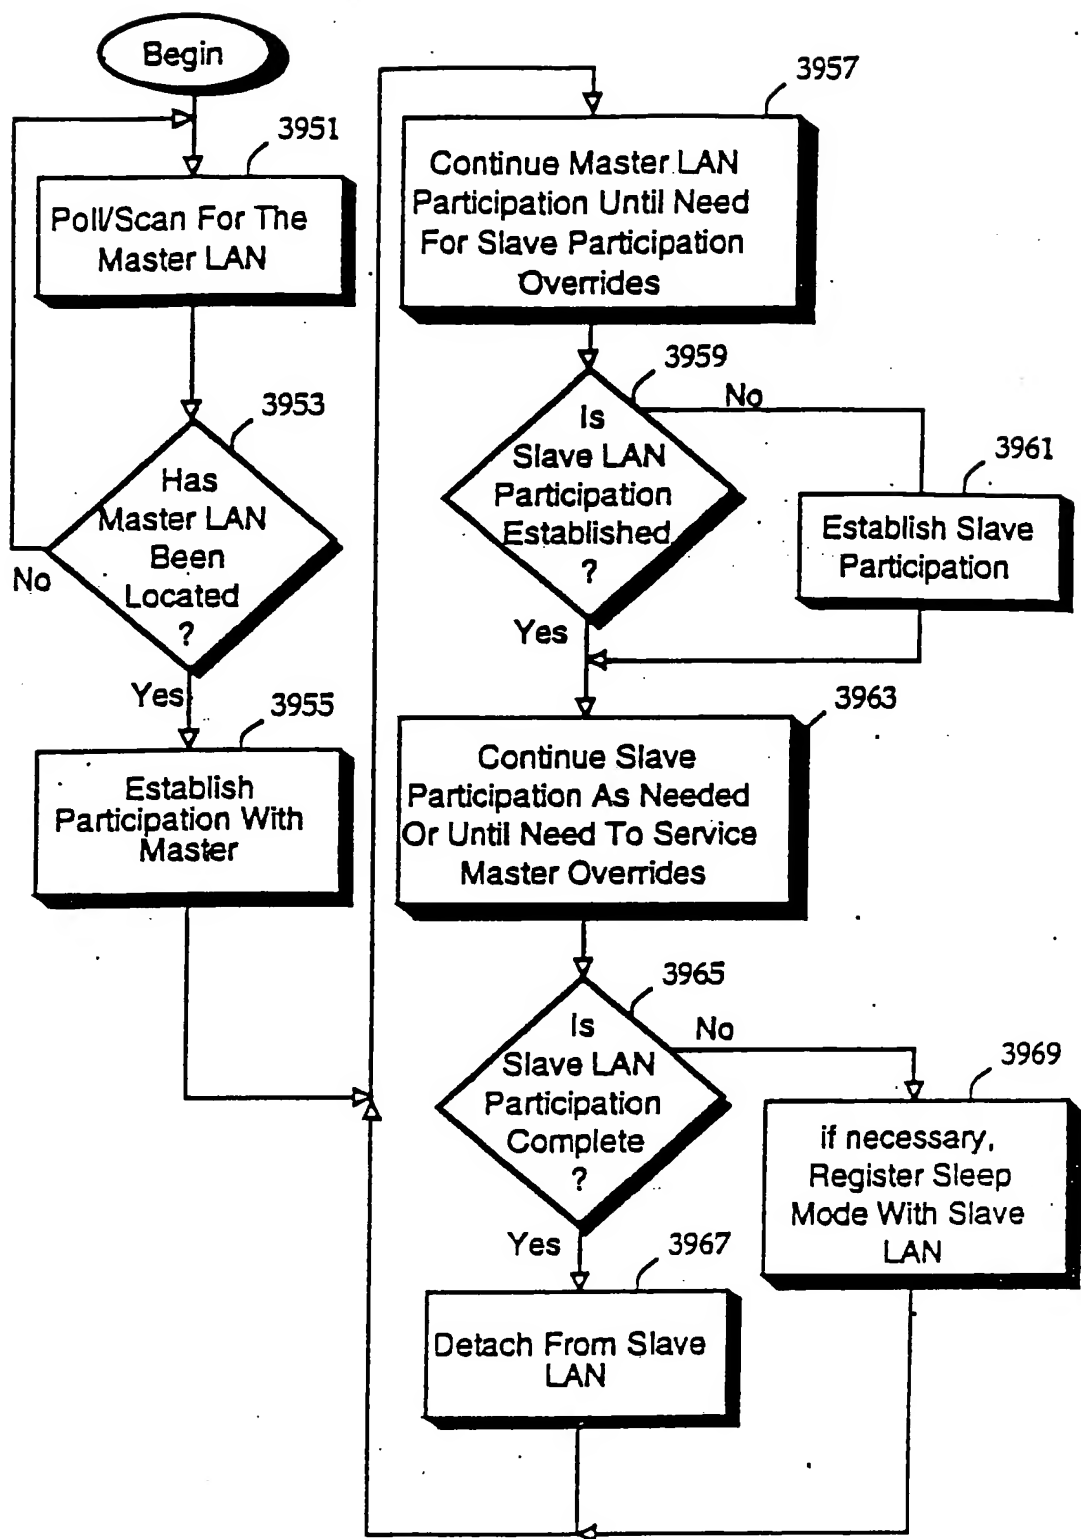 Begin
3951
Poll/Scan For The
Master LAN
3953
Has
Master LAN
Been
Located
?
No
Yes
3955
Establish
Participation With
Master
3957
Continue Master LAN
Participation Until Need
For Slave Participation
Overrides
3959
Is
Slave LAN
Participation
Established
?
No
Yes
3961
Establish Slave
Participation
3963
Continue Slave
Participation As Needed
Or Until Need To Service
Master Overrides
3965
Is
Slave LAN
Participation
Complete
?
No
Yes
3969
if necessary,
Register Sleep
Mode With Slave
LAN
3967
Detach From Slave
LAN